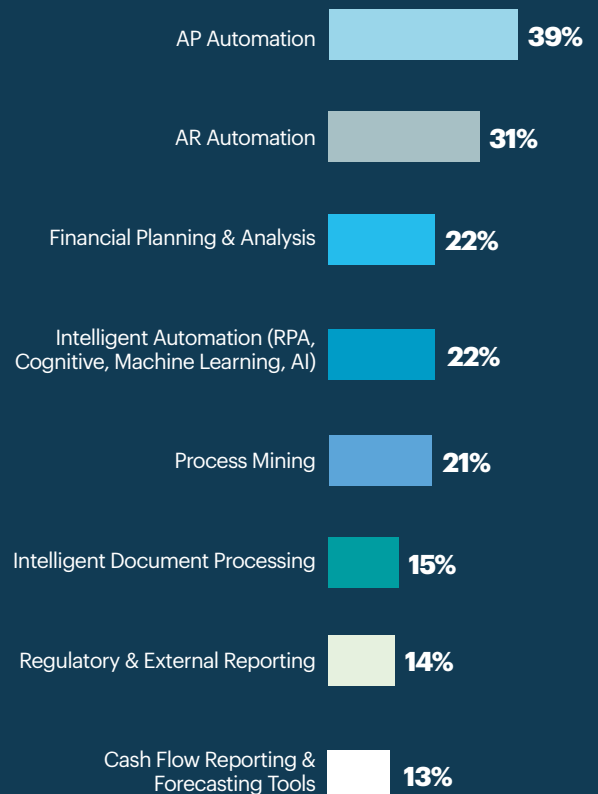 AP Automation 39%
AR Automation 31%
Financial Planning & Analysis 22%
Intelligent Automation (RPA,
Cognitive, Machine Learning, AI) 22%
Process Mining 21%
Intelligent Document Processing 15%
Regulatory & External Reporting 14%
Cash Flow Reporting &
Forecasting Tools 13%